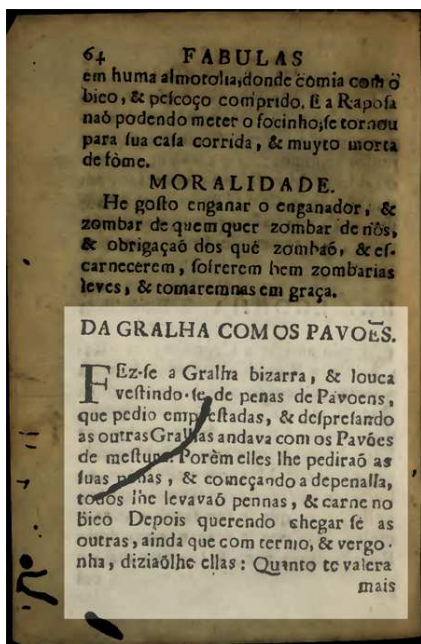 64 FABULAS
em huma almotolia, donde comia com o
bico, & pescoço comprido. E a Raposa
naõ podendo meter o focinho, se tornou
para sua casa corrida, & muyto morta
de fome.
MORALIDADE.
He gosto enganar o enganador, &
zombar de quem quer zombar de nòs,
& obrigaçaõ dos que zombaõ, & es-
carnecerem, sofrerem bem zombarias
leves, & tomaremnas em graça.
DA GRALHA COM OS PAVOẼS.
FEz-se a Gralha bizarra, & louca
vestindo-se de penas de Pavoens,
que pedio emprestadas, & despresando
as outras Gralhas andava com os Pavões
de mestura. Porèm elles lhe pediraõ as
suas penas, & começando a depenalla,
todos lhe levavaõ pennas, & carne no
bico Depois querendo chegar se as
outras, ainda que com temio, & vergo-
nha, diziaõlhe ellas: Quanto te valera
mais